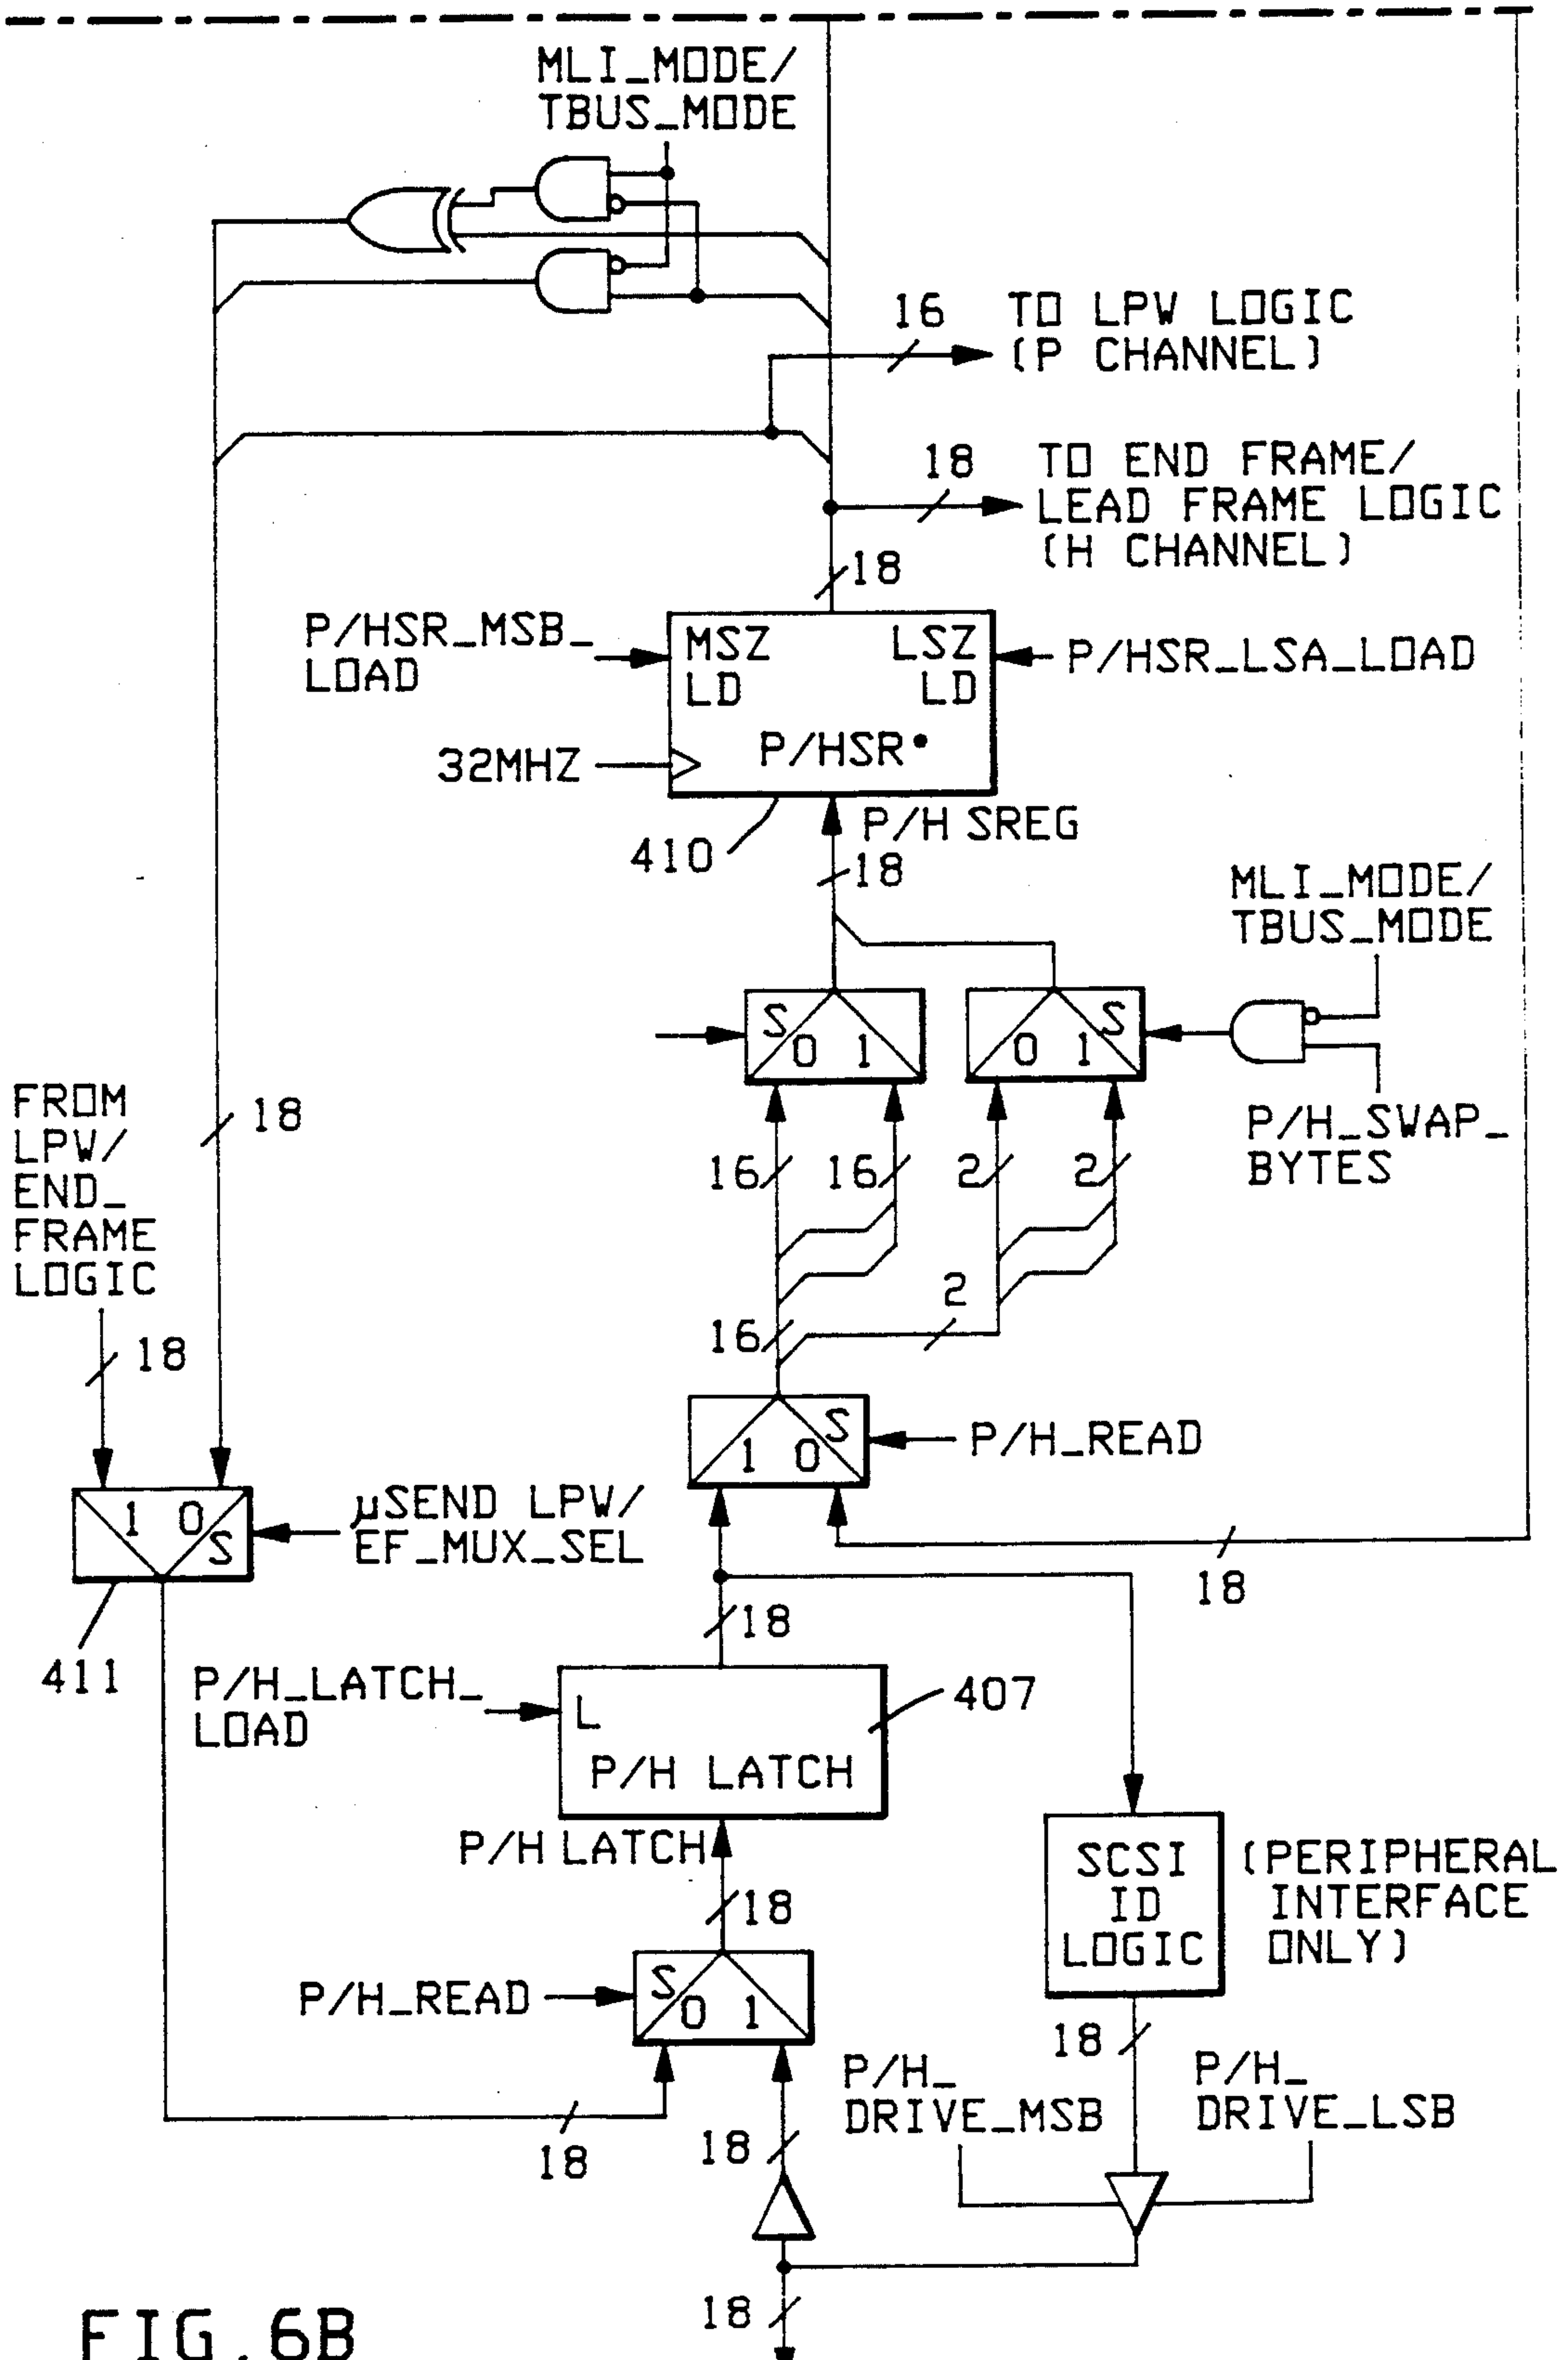 MLI_MODE/
TBUS_MODE
16
TO LPW LOGIC
(P CHANNEL)
18
TO END FRAME/
LEAD FRAME LOGIC
(H CHANNEL)
18
P/HSR_MSB_
LOAD
MSZ
LD
LSZ
LD
P/HSR_LSA_LOAD
32MHZ
P/HSR•
410
P/H SREG
18
MLI_MODE/
TBUS_MODE
S
0 1
S
0 1
P/H_SWAP_
BYTES
FROM
LPW/
END_
FRAME
LOGIC
18
18
16
16
2
2
2
16
1 0
S
P/H_READ
1 0
S
µSEND LPW/
EF_MUX_SEL
411
18
18
P/H_LATCH_
LOAD
L
P/H LATCH
407
P/H LATCH
18
SCSI
ID
LOGIC
(PERIPHERAL
INTERFACE
ONLY)
P/H_READ
S
0 1
18
P/H_
DRIVE_MSB
P/H_
DRIVE_LSB
18
18
18
FIG.6B